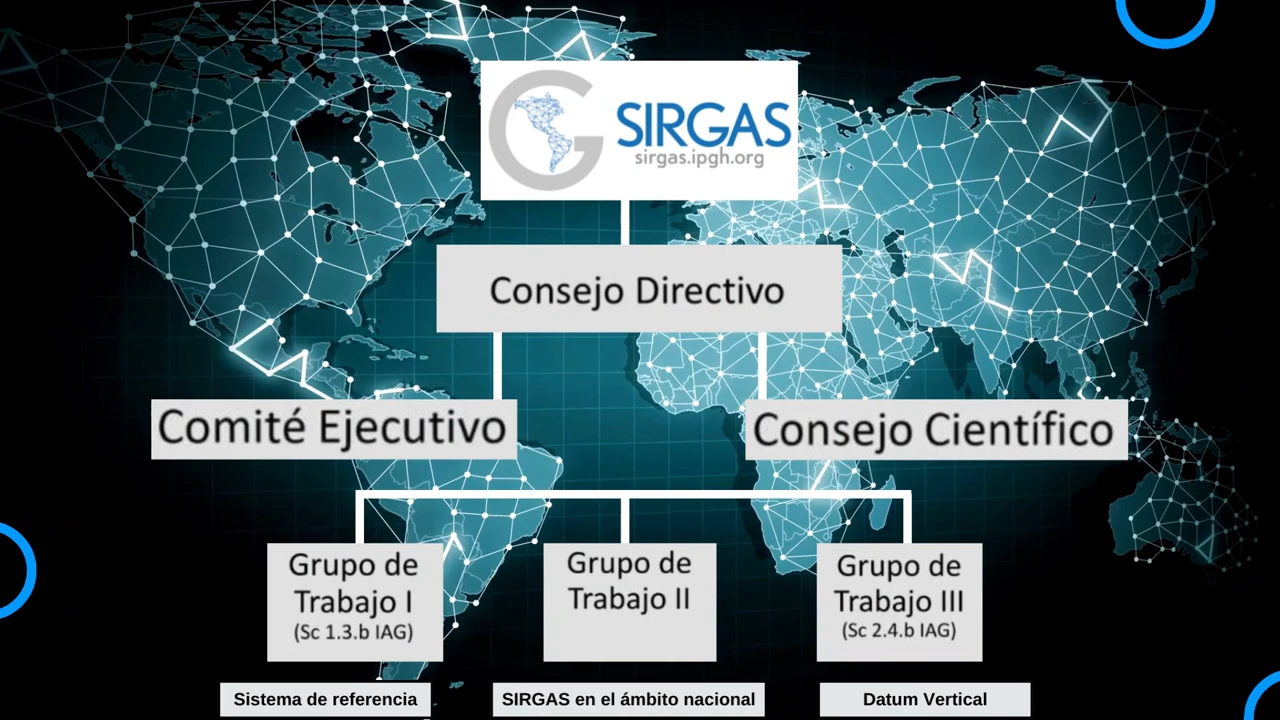 G SIRGAS
sirgas.ipgh.org
Consejo Directivo
Comité Ejecutivo
Consejo Científico
Grupo de
Trabajo I
(Sc 1.3.b IAG)
Grupo de
Trabajo II
Grupo de
Trabajo III
(Sc 2.4.b IAG)
Sistema de referencia
SIRGAS en el ámbito nacional
Datum Vertical